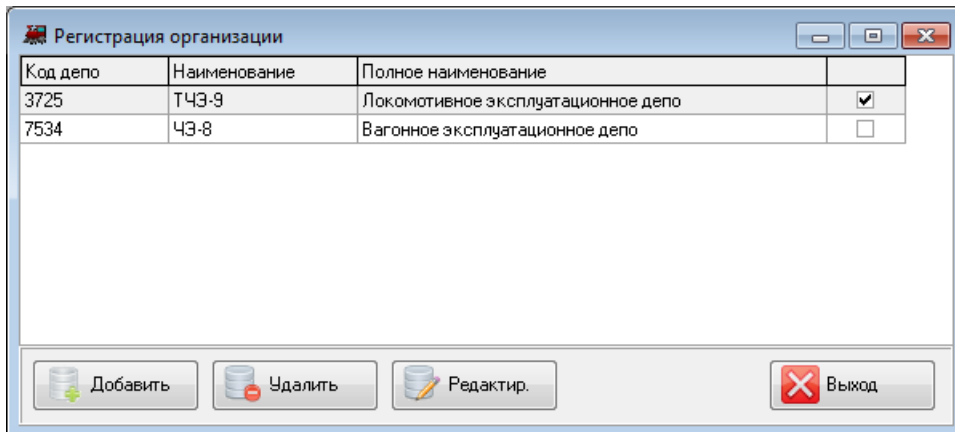 Регистрация организации
Код депо Наименование Полное наименование
3725 ТЧЭ-9 Локомотивное эксплуатационное депо
7534 ЧЭ-8 Вагонное эксплуатационное депо
Добавить Удалить Редактир. Выход